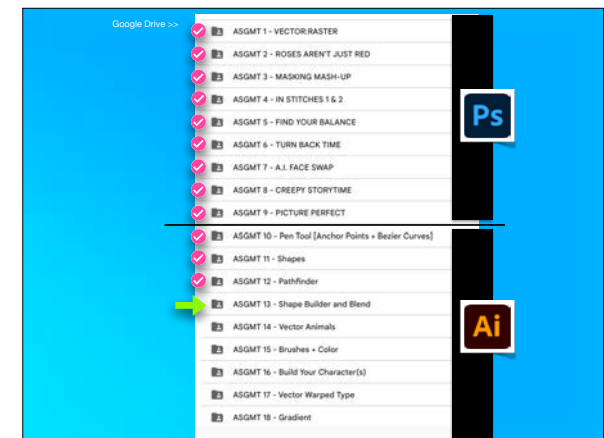 Google Drive >>
ASGMT 1 - VECTOR:RASTER
ASGMT 2 - ROSES AREN'T JUST RED
ASGMT 3 - MASKING MASH-UP
ASGMT 4 - IN STITCHES 1 & 2
ASGMT 5 - FIND YOUR BALANCE
ASGMT 6 - TURN BACK TIME
ASGMT 7 - A.I. FACE SWAP
ASGMT 8 - CREEPY STORYTIME
ASGMT 9 - PICTURE PERFECT
Ps
ASGMT 10 - Pen Tool [Anchor Points + Bezier Curves]
ASGMT 11 - Shapes
ASGMT 12 - Pathfinder
ASGMT 13 - Shape Builder and Blend
ASGMT 14 - Vector Animals
ASGMT 15 - Brushes + Color
ASGMT 16 - Build Your Character(s)
ASGMT 17 - Vector Warped Type
ASGMT 18 - Gradient
Ai